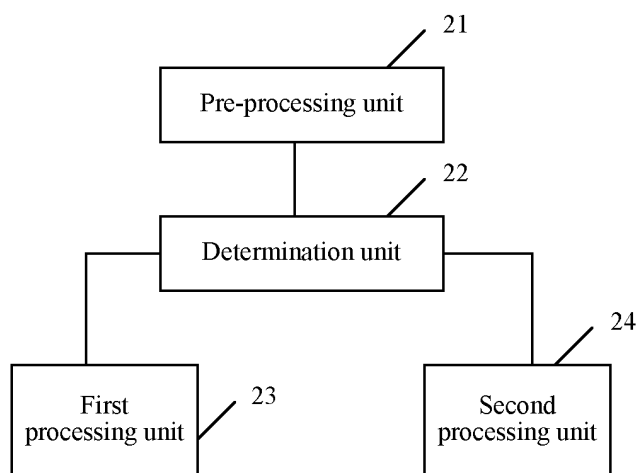 21
Pre-processing unit
22
Determination unit
24
First
processing unit
23
Second
processing unit